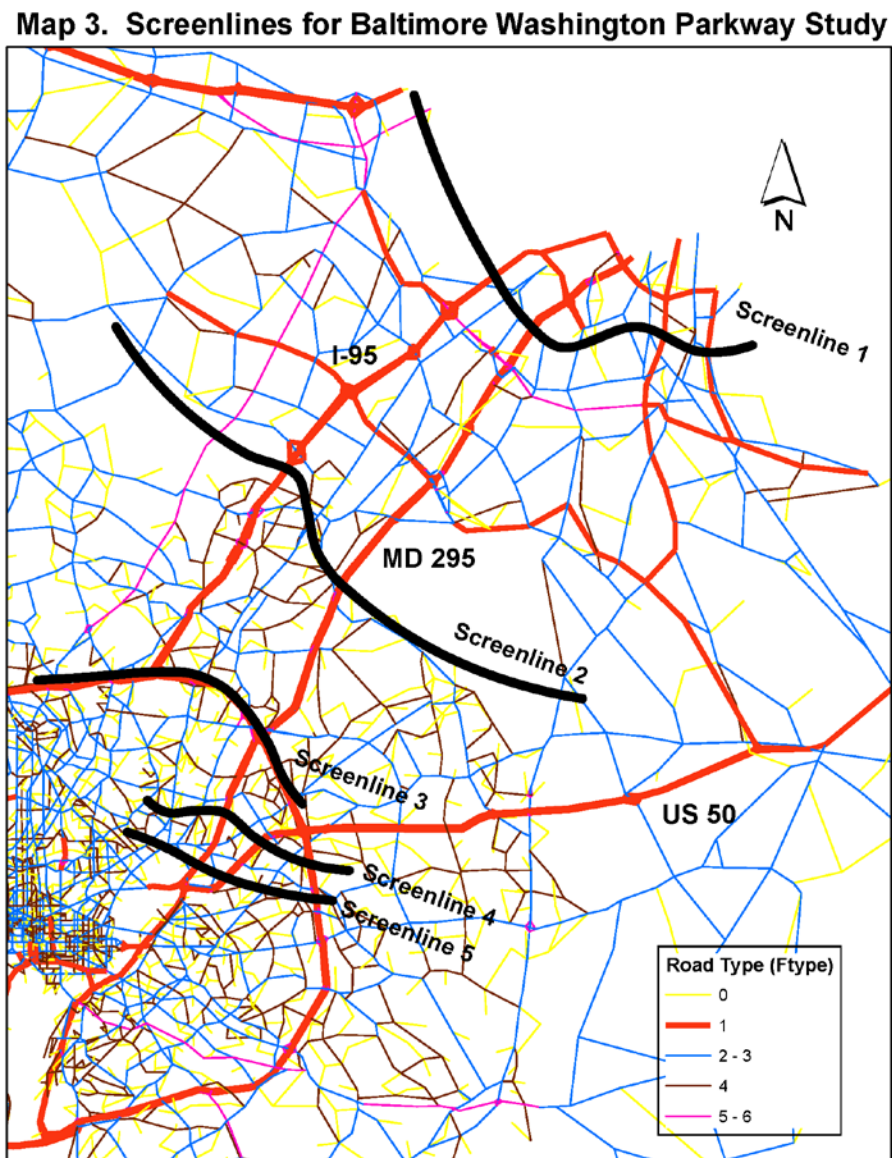 Map 3. Screenlines for Baltimore Washington Parkway Study
N
Screenline 1
I-95
MD 295
Screenline 2
Screenline 3
US 50
Screenline 4
Screenline 5
Road Type (Ftype)
0
1
2 - 3
4
5 - 6